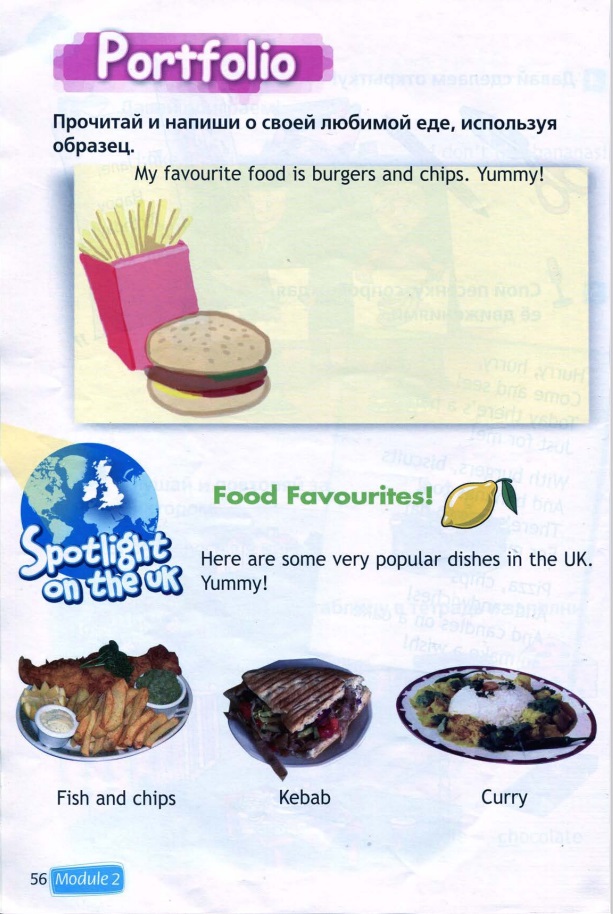 Portfolio
Прочитай и напиши о своей любимой еде, используя
образец.
My favourite food is burgers and chips. Yummy!
Food Favourites!
Spotlight
on the UK
Here are some very popular dishes in the UK.
Yummy!
Fish and chips
Kebab
Curry
56 Module 2